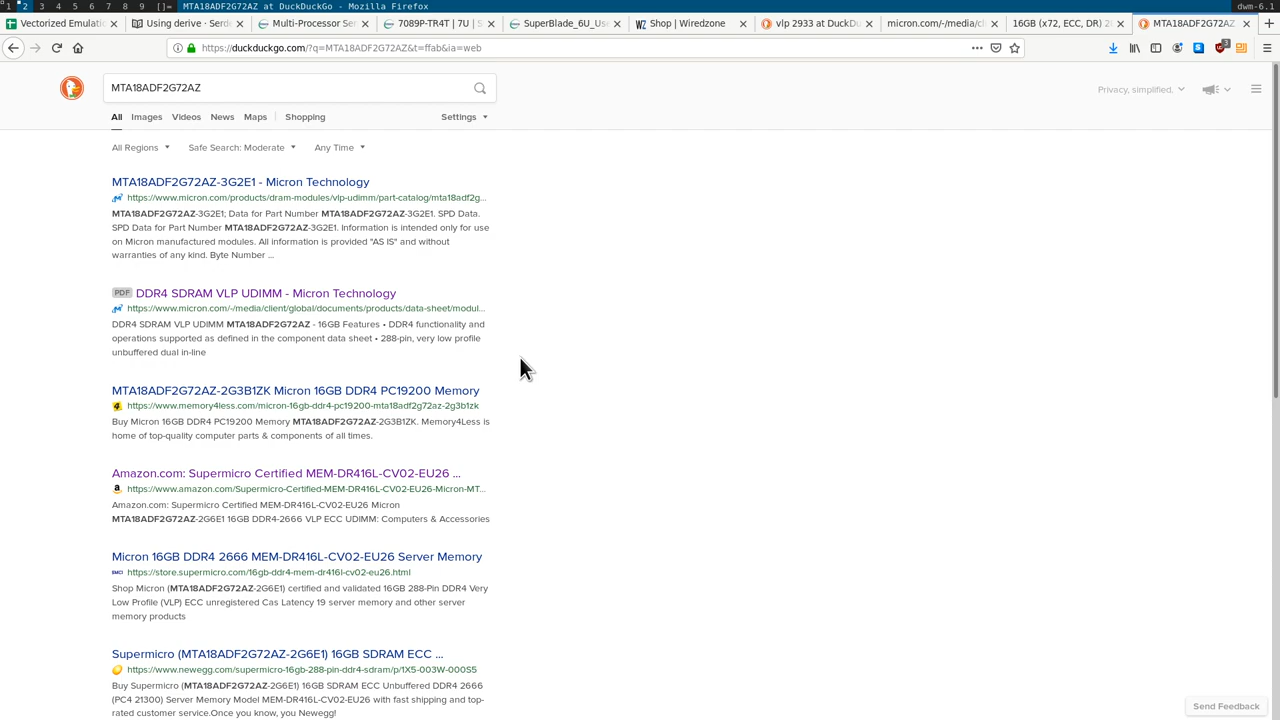 1 2 3 4 5 6 7 8 9 []= MTA18ADF2G72AZ at DuckDuckGo - Mozilla Firefox dwm-6.1
Vectorized Emulati Using derive · Serde Multi-Processor Ser 7089P-TR4T | 7U | S SuperBlade_6U_Use Shop | Wiredzone vlp 2933 at DuckDu micron.com/-/media/cl 16GB (x72, ECC, DR) 2 MTA18ADF2G72AZ
https://duckduckgo.com/?q=MTA18ADF2G72AZ&t=ffab&ia=web 3
MTA18ADF2G72AZ Privacy, simplified.
All Images Videos News Maps Shopping Settings
All Regions Safe Search: Moderate Any Time
MTA18ADF2G72AZ-3G2E1 - Micron Technology
https://www.micron.com/products/dram-modules/vlp-udimm/part-catalog/mta18adf2g...
MTA18ADF2G72AZ-3G2E1; Data for Part Number MTA18ADF2G72AZ-3G2E1. SPD Data.
SPD Data for Part Number MTA18ADF2G72AZ-3G2E1. Information is intended only for use
on Micron manufactured modules. All information is provided "AS IS" and without
warranties of any kind. Byte Number ...
PDF DDR4 SDRAM VLP UDIMM - Micron Technology
https://www.micron.com/-/media/client/global/documents/products/data-sheet/modul...
DDR4 SDRAM VLP UDIMM MTA18ADF2G72AZ - 16GB Features • DDR4 functionality and
operations supported as defined in the component data sheet • 288-pin, very low profile
unbuffered dual in-line
MTA18ADF2G72AZ-2G3B1ZK Micron 16GB DDR4 PC19200 Memory
https://www.memory4less.com/micron-16gb-ddr4-pc19200-mta18adf2g72az-2g3b1zk
Buy Micron 16GB DDR4 PC19200 Memory MTA18ADF2G72AZ-2G3B1ZK. Memory4Less is
home of top-quality computer parts & components of all times.
Amazon.com: Supermicro Certified MEM-DR416L-CV02-EU26 ...
https://www.amazon.com/Supermicro-Certified-MEM-DR416L-CV02-EU26-Micron-MT...
Amazon.com: Supermicro Certified MEM-DR416L-CV02-EU26 Micron
MTA18ADF2G72AZ-2G6E1 16GB DDR4-2666 VLP ECC UDIMM: Computers & Accessories
Micron 16GB DDR4 2666 MEM-DR416L-CV02-EU26 Server Memory
https://store.supermicro.com/16gb-ddr4-mem-dr416l-cv02-eu26.html
Shop Micron (MTA18ADF2G72AZ-2G6E1) certified and validated 16GB 288-Pin DDR4 Very
Low Profile (VLP) ECC unregistered Cas Latency 19 server memory and other server
memory products
Supermicro (MTA18ADF2G72AZ-2G6E1) 16GB SDRAM ECC ...
https://www.newegg.com/supermicro-16gb-288-pin-ddr4-sdram/p/1X5-003W-000S5
Buy Supermicro (MTA18ADF2G72AZ-2G6E1) 16GB SDRAM ECC Unbuffered DDR4 2666
(PC4 21300) Server Memory Model MEM-DR416L-CV02-EU26 with fast shipping and top-
rated customer service.Once you know, you Newegg!
Send Feedback